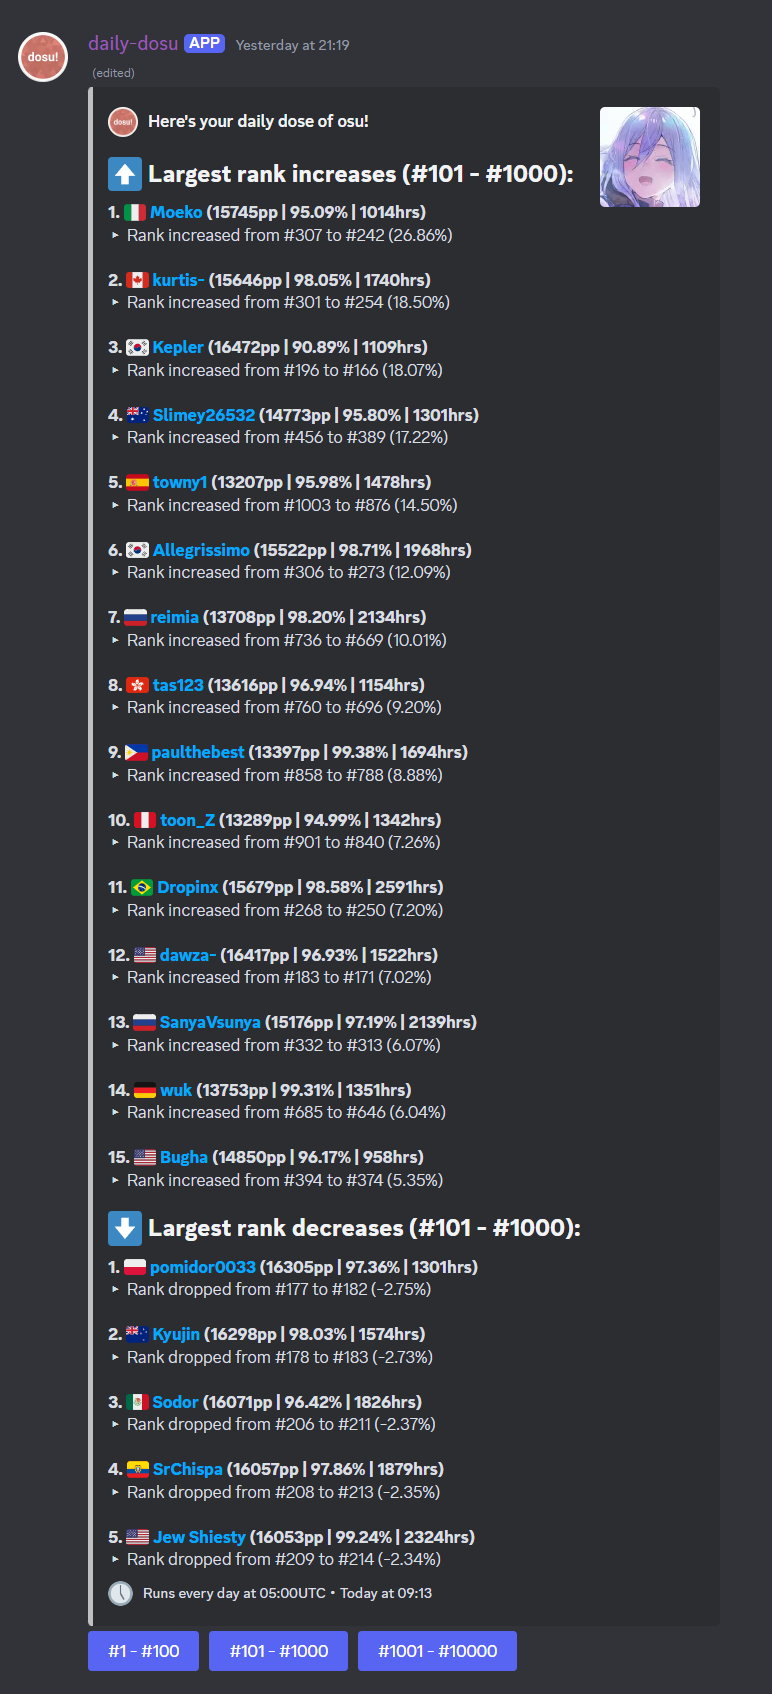 daily-dosu APP Yesterday at 21:19
dosu!
(edited)
dosu! Here's your daily dose of osu!
Largest rank increases (#101 - #1000):
1. Moeko (15745pp | 95.09% | 1014hrs)
▸ Rank increased from #307 to #242 (26.86%)
2. kurtis- (15646pp | 98.05% | 1740hrs)
▸ Rank increased from #301 to #254 (18.50%)
3. Kepler (16472pp | 90.89% | 1109hrs)
▸ Rank increased from #196 to #166 (18.07%)
4. Slimey26532 (14773pp | 95.80% | 1301hrs)
▸ Rank increased from #456 to #389 (17.22%)
5. towny1 (13207pp | 95.98% | 1478hrs)
▸ Rank increased from #1003 to #876 (14.50%)
6. Allegrissimo (15522pp | 98.71% | 1968hrs)
▸ Rank increased from #306 to #273 (12.09%)
7. reimia (13708pp | 98.20% | 2134hrs)
▸ Rank increased from #736 to #669 (10.01%)
8. tas123 (13616pp | 96.94% | 1154hrs)
▸ Rank increased from #760 to #696 (9.20%)
9. paulthebest (13397pp | 99.38% | 1694hrs)
▸ Rank increased from #858 to #788 (8.88%)
10. toon_Z (13289pp | 94.99% | 1342hrs)
▸ Rank increased from #901 to #840 (7.26%)
11. Dropinx (15679pp | 98.58% | 2591hrs)
▸ Rank increased from #268 to #250 (7.20%)
12. dawza- (16417pp | 96.93% | 1522hrs)
▸ Rank increased from #183 to #171 (7.02%)
13. SanyaVsunya (15176pp | 97.19% | 2139hrs)
▸ Rank increased from #332 to #313 (6.07%)
14. wuk (13753pp | 99.31% | 1351hrs)
▸ Rank increased from #685 to #646 (6.04%)
15. Bugha (14850pp | 96.17% | 958hrs)
▸ Rank increased from #394 to #374 (5.35%)
Largest rank decreases (#101 - #1000):
1. pomidor0033 (16305pp | 97.36% | 1301hrs)
▸ Rank dropped from #177 to #182 (-2.75%)
2. Kyujin (16298pp | 98.03% | 1574hrs)
▸ Rank dropped from #178 to #183 (-2.73%)
3. Sodor (16071pp | 96.42% | 1826hrs)
▸ Rank dropped from #206 to #211 (-2.37%)
4. SrChispa (16057pp | 97.86% | 1879hrs)
▸ Rank dropped from #208 to #213 (-2.35%)
5. Jew Shiesty (16053pp | 99.24% | 2324hrs)
▸ Rank dropped from #209 to #214 (-2.34%)
Runs every day at 05:00UTC • Today at 09:13
#1 - #100 #101 - #1000 #1001 - #10000